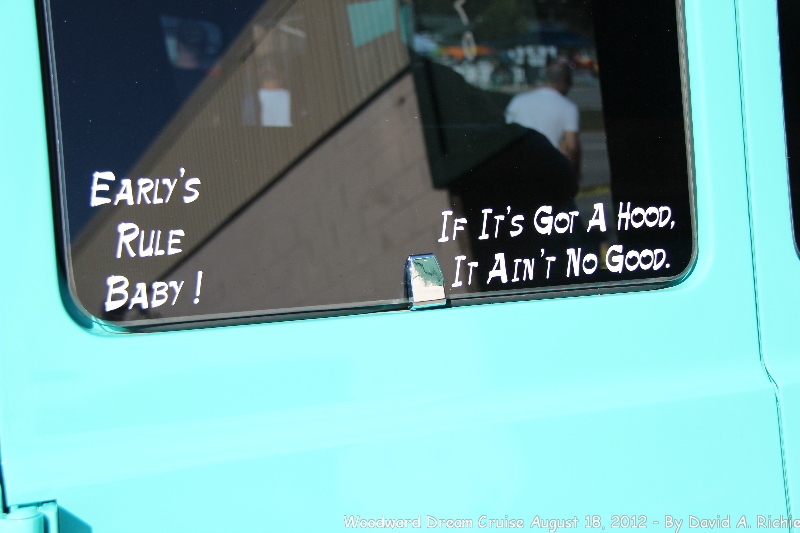 Early's
Rule
Baby!
If It's Got A Hood,
It Ain't No Good.
Woodward Dream Cruise August 18, 2012 - By David A. Richie